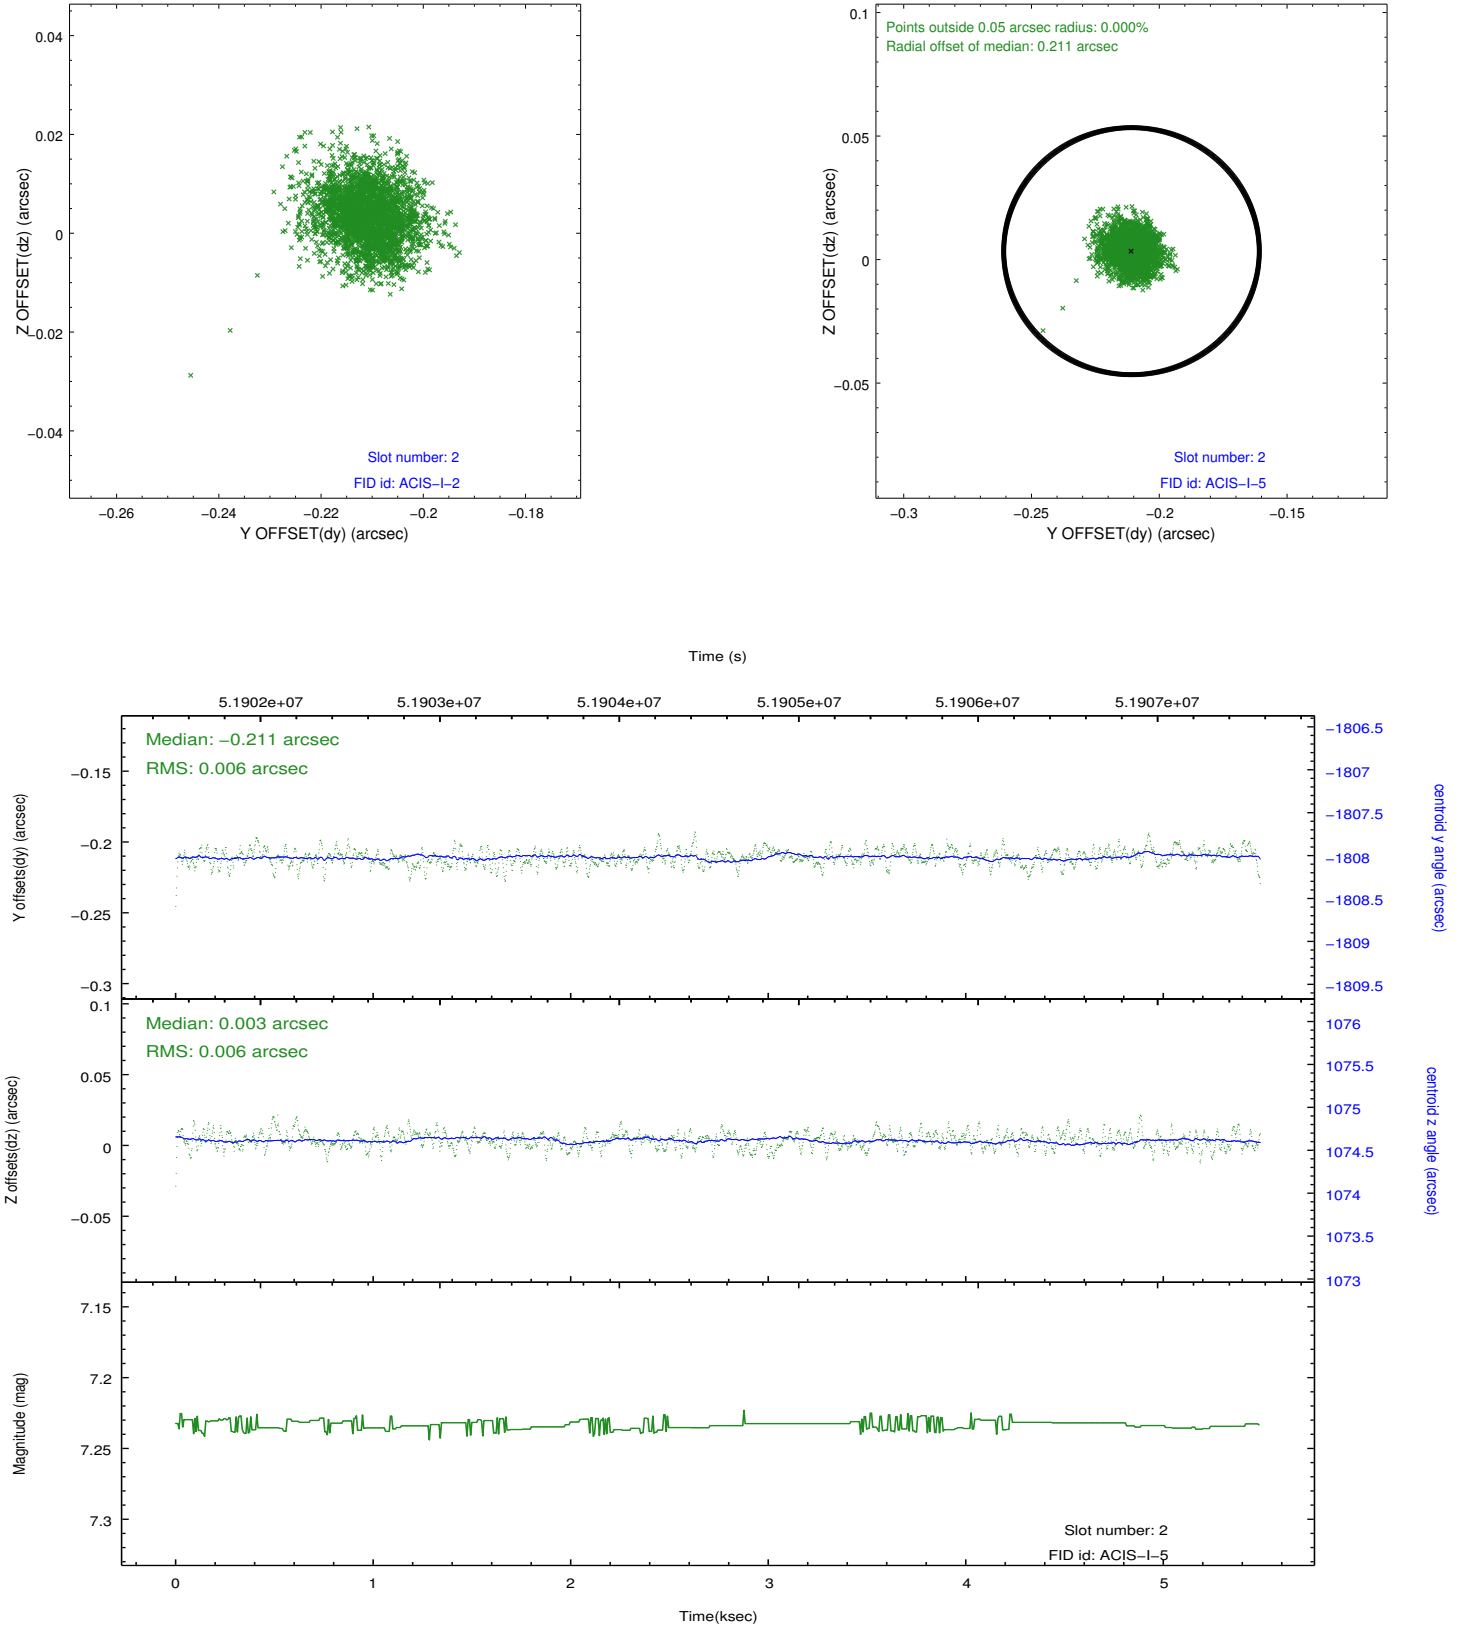 0.04
0.02
0
−0.02
−0.04
Z OFFSET(dz) (arcsec)
Slot number: 2
FID id: ACIS−I−2
−0.26
−0.24
−0.22
−0.2
−0.18
Y OFFSET(dy) (arcsec)
Points outside 0.05 arcsec radius: 0.000%
Radial offset of median: 0.211 arcsec
0.1
0.05
0
−0.05
Z OFFSET(dz) (arcsec)
Slot number: 2
FID id: ACIS−I−5
−0.3
−0.25
−0.2
−0.15
Y OFFSET(dy) (arcsec)
Time (s)
5.1902e+07
5.1903e+07
5.1904e+07
5.1905e+07
5.1906e+07
5.1907e+07
Median: −0.211 arcsec
RMS: 0.006 arcsec
−0.15
−0.2
−0.25
−0.3
Y offsets(dy) (arcsec)
−1806.5
−1807
−1807.5
−1808
−1808.5
−1809
−1809.5
centroid y angle (arcsec)
Median: 0.003 arcsec
RMS: 0.006 arcsec
0.1
0.05
0
−0.05
Z offsets(dz) (arcsec)
1076
1075.5
1075
1074.5
1074
1073.5
1073
centroid z angle (arcsec)
7.15
7.2
7.25
7.3
Magnitude (mag)
Slot number: 2
FID id: ACIS−I−5
0
1
2
3
4
5
Time(ksec)